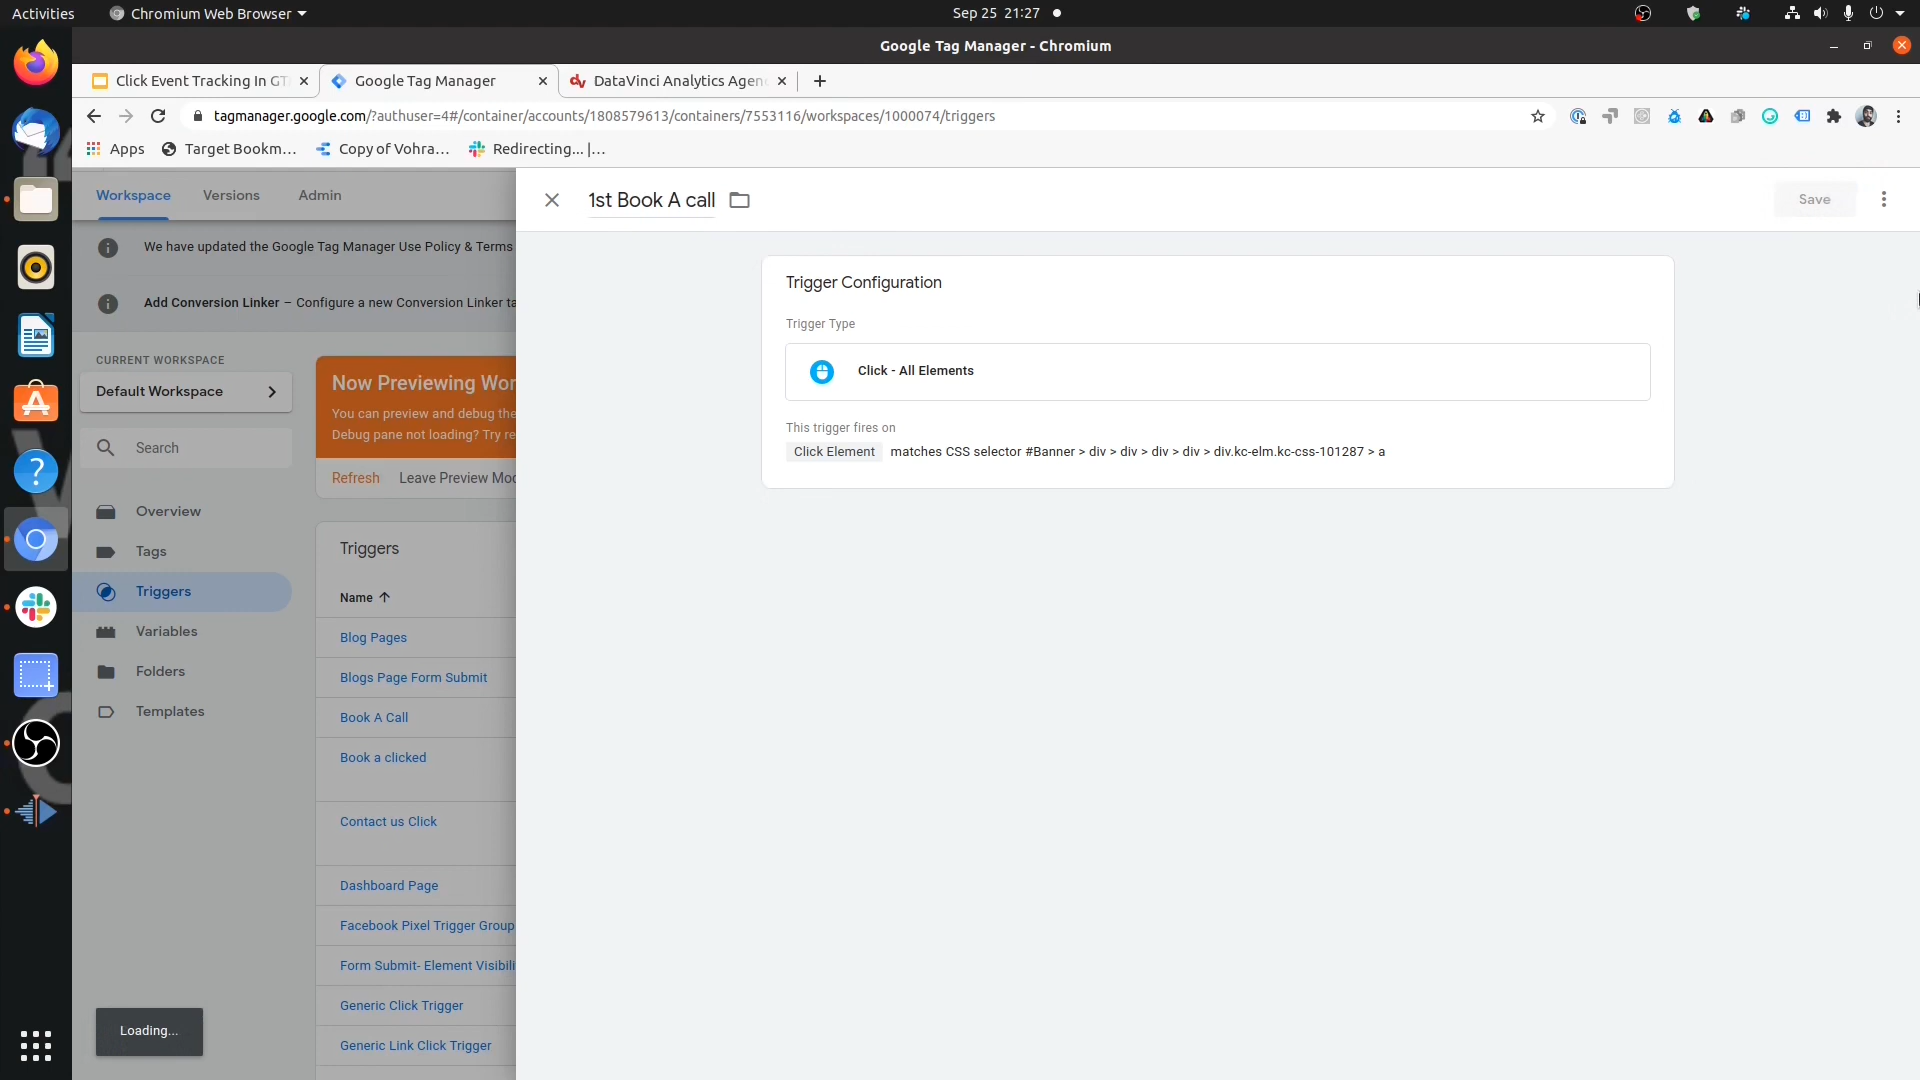 Activities
Chromium Web Browser
Sep 25 21:27
Google Tag Manager - Chromium
Click Event Tracking In GT
Google Tag Manager
DataVinci Analytics Agen
tagmanager.google.com/?authuser=4#/container/accounts/1808579613/containers/7553116/workspaces/1000074/triggers
Apps
Target Bookm...
Copy of Vohra...
Redirecting... |...
Workspace
Versions
Admin
1st Book A call
Save
We have updated the Google Tag Manager Use Policy & Terms
Add Conversion Linker – Configure a new Conversion Linker ta
CURRENT WORKSPACE
Default Workspace
Search
Overview
Tags
Triggers
Variables
Folders
Templates
Loading...
Now Previewing Wor
You can preview and debug the
Debug pane not loading? Try re
Refresh
Leave Preview Mod
Triggers
Name
Blog Pages
Blogs Page Form Submit
Book A Call
Book a clicked
Contact us Click
Dashboard Page
Facebook Pixel Trigger Group
Form Submit- Element Visibili
Generic Click Trigger
Generic Link Click Trigger
Trigger Configuration
Trigger Type
Click - All Elements
This trigger fires on
Click Element matches CSS selector #Banner > div > div > div > div > div.kc-elm.kc-css-101287 > a